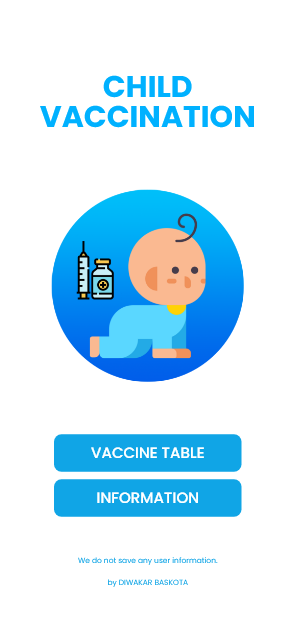 CHILD
VACCINATION
VACCINE TABLE
INFORMATION
We do not save any user information.
by DIWAKAR BASKOTA